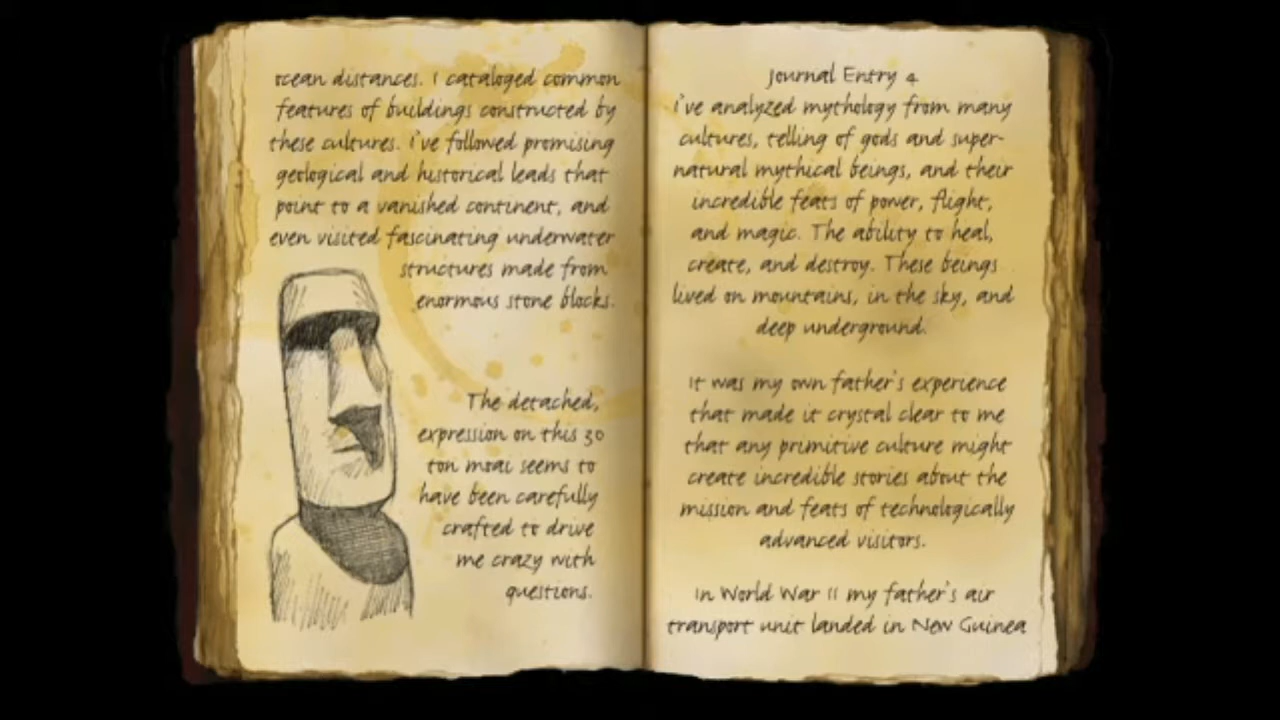 ocean distances. I cataloged common
features of buildings constructed by
these cultures. I've followed promising
geological and historical leads that
point to a vanished continent, and
even visited fascinating underwater
structures made from
enormous stone blocks.
The detached,
expression on this 30
ton moai seems to
have been carefully
crafted to drive
me crazy with
questions.
Journal Entry 4
I've analyzed mythology from many
cultures, telling of gods and super-
natural mythical beings, and their
incredible feats of power, flight,
and magic. The ability to heal,
create, and destroy. These beings
lived on mountains, in the sky, and
deep underground.
It was my own father's experience
that made it crystal clear to me
that any primitive culture might
create incredible stories about the
mission and feats of technologically
advanced visitors.
In World War II my father's air
transport unit landed in New Guinea